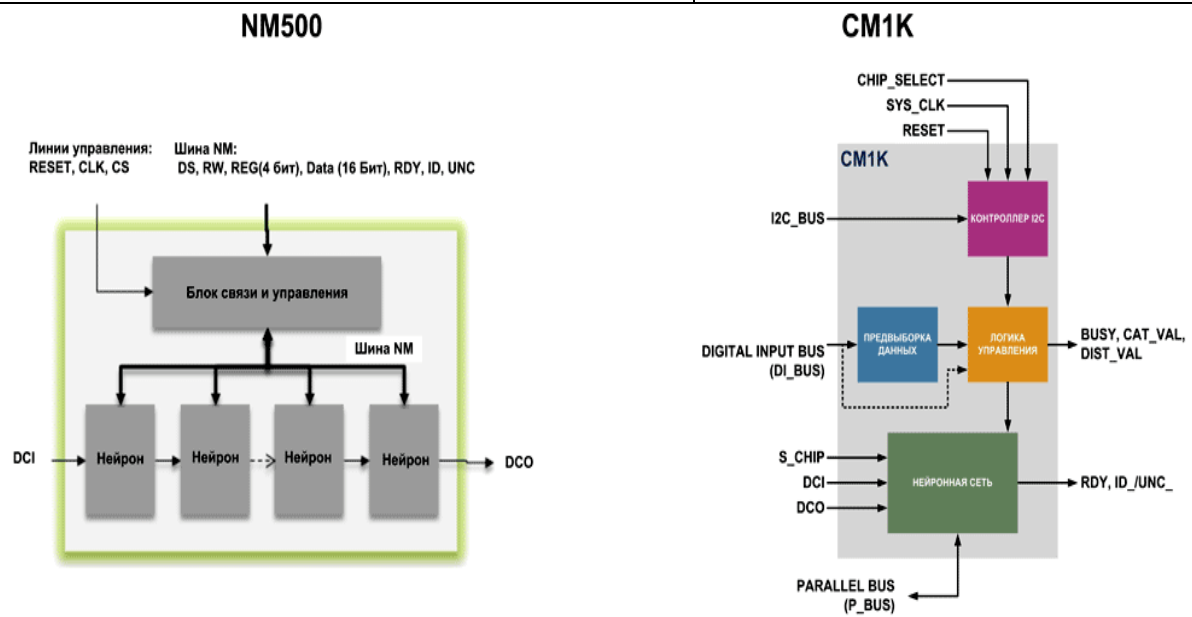 NM500
Линии управления:
RESET, CLK, CS
Шина NM:
DS, RW, REG(4 бит), Data (16 Бит), RDY, ID, UNC
Блок связи и управления
Шина NM
DCI
Нейрон
Нейрон
Нейрон
Нейрон
DCO
CM1K
CHIP_SELECT
SYS_CLK
RESET
CM1K
I2C_BUS
КОНТРОЛЛЕР I2C
DIGITAL INPUT BUS
(DI_BUS)
ПРЕДВЫБОРКА
ДАННЫХ
ЛОГИКА
УПРАВЛЕНИЯ
BUSY, CAT_VAL,
DIST_VAL
S_CHIP
DCI
DCO
НЕЙРОННАЯ СЕТЬ
RDY, ID_/UNC_
PARALLEL BUS
(P_BUS)